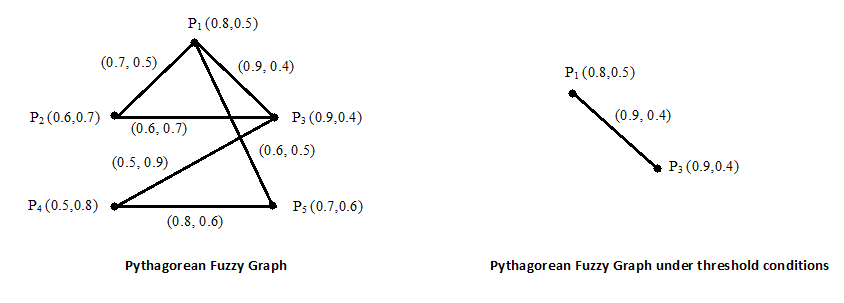 P₁ (0.8,0.5)
(0.7, 0.5)
(0.9, 0.4)
P₂ (0.6,0.7)
P₃ (0.9,0.4)
(0.6, 0.7)
(0.5, 0.9)
(0.6, 0.5)
P₄ (0.5,0.8)
P₅ (0.7,0.6)
(0.8, 0.6)
Pythagorean Fuzzy Graph
P₁ (0.8,0.5)
(0.9, 0.4)
P₃ (0.9,0.4)
Pythagorean Fuzzy Graph under threshold conditions